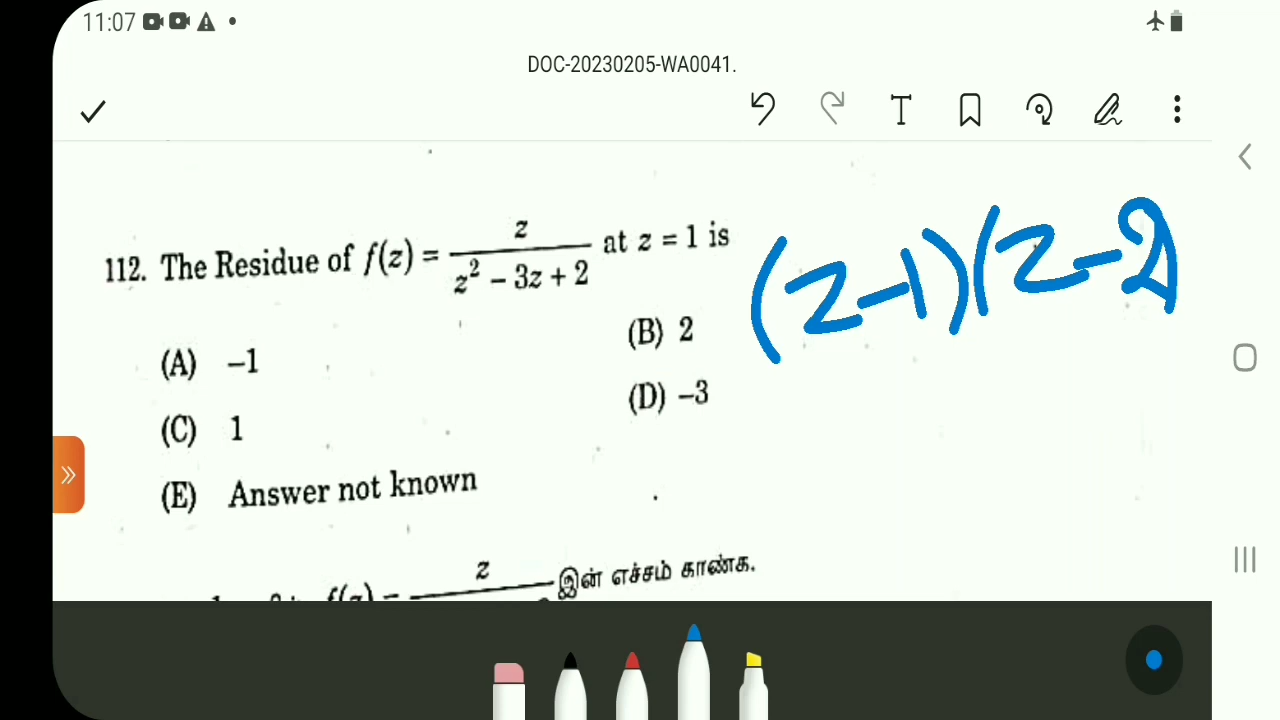 11:07
DOC-20230205-WA0041.
T
112. The Residue of f(z) = z / (z² – 3z + 2) at z = 1 is
(z-1)(z-2)
(A) –1
(B) 2
(C) 1
(D) –3
(E) Answer not known
f(z) = z இன் எச்சம் காண்க.